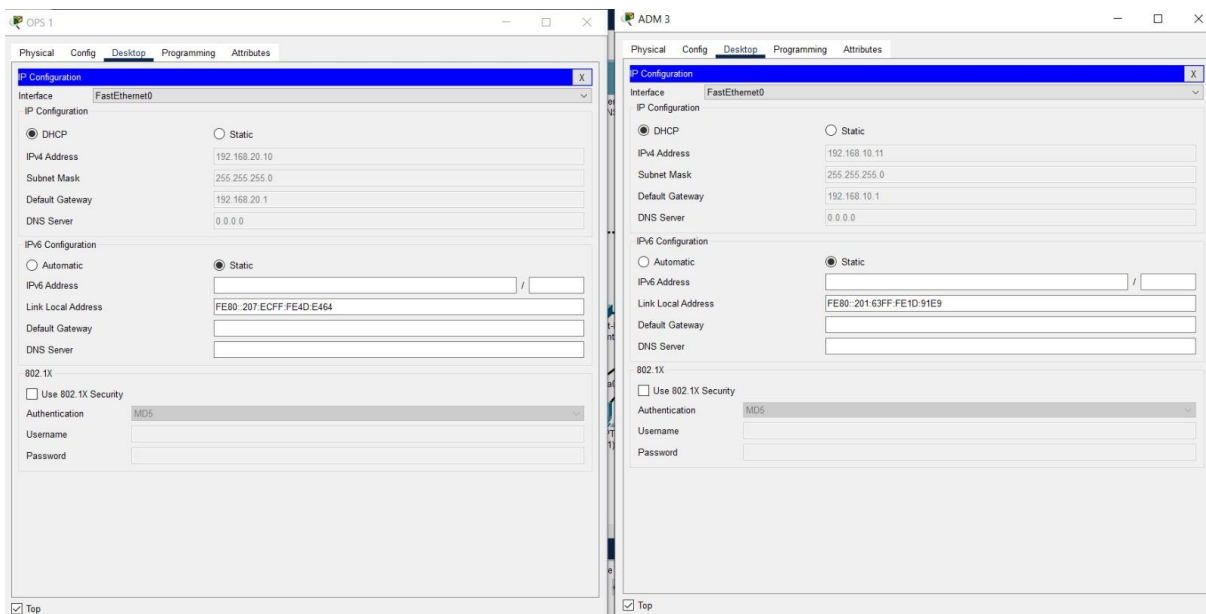 OPS 1
Physical Config Desktop Programming Attributes
IP Configuration X
Interface FastEthernet0
IP Configuration
DHCP Static
IPv4 Address 192.168.20.10
Subnet Mask 255.255.255.0
Default Gateway 192.168.20.1
DNS Server 0.0.0.0
IPv6 Configuration
Automatic Static
IPv6 Address /
Link Local Address FE80::207:ECFF:FE4D:E464
Default Gateway
DNS Server
802.1X
Use 802.1X Security
Authentication MD5
Username
Password
Top
ADM 3
Physical Config Desktop Programming Attributes
IP Configuration X
Interface FastEthernet0
IP Configuration
DHCP Static
IPv4 Address 192.168.10.11
Subnet Mask 255.255.255.0
Default Gateway 192.168.10.1
DNS Server 0.0.0.0
IPv6 Configuration
Automatic Static
IPv6 Address /
Link Local Address FE80::201:63FF:FE1D:91E9
Default Gateway
DNS Server
802.1X
Use 802.1X Security
Authentication MD5
Username
Password
Top